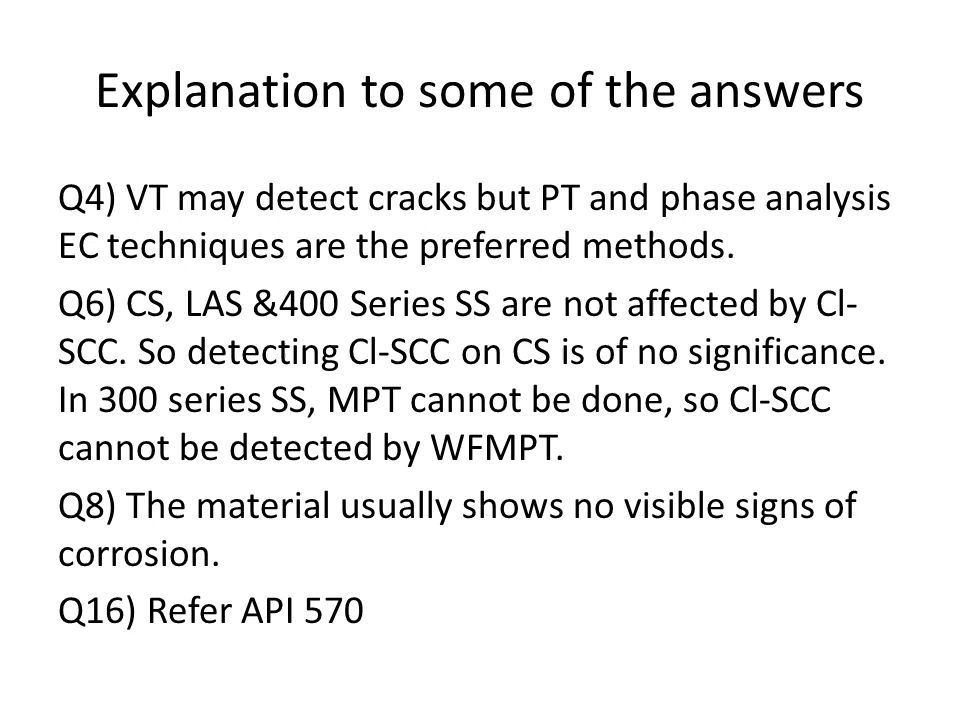 Explanation to some of the answers
Q4) VT may detect cracks but PT and phase analysis
EC techniques are the preferred methods.
Q6) CS, LAS &400 Series SS are not affected by Cl-
SCC. So detecting Cl-SCC on CS is of no significance.
In 300 series SS, MPT cannot be done, so Cl-SCC
cannot be detected by WFMPT.
Q8) The material usually shows no visible signs of
corrosion.
Q16) Refer API 570